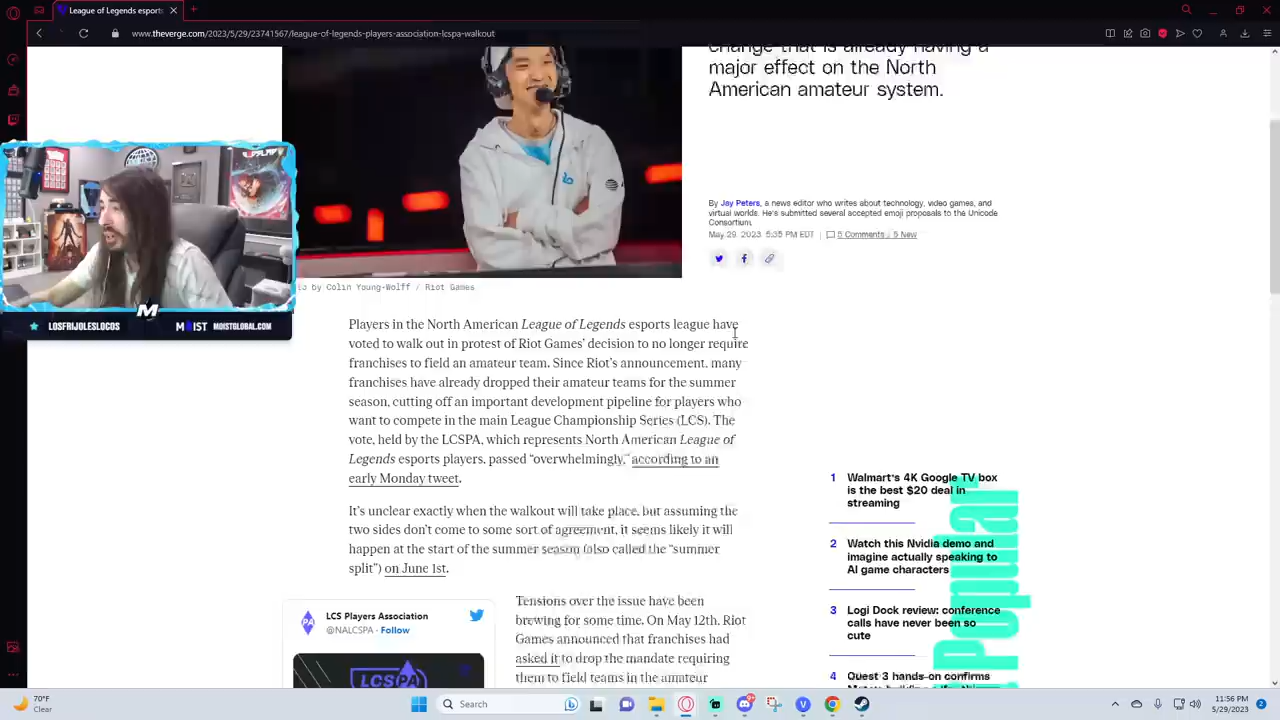 League of Legends esports
www.theverge.com/2023/5/29/23741567/league-of-legends-players-association-lcspa-walkout
change that is already having a
major effect on the North
American amateur system.
By Jay Peters, a news editor who writes about technology, video games, and
virtual worlds. He's submitted several accepted emoji proposals to the Unicode
Consortium.
May 29, 2023, 5:35 PM EDT | 5 Comments / 5 New
by Colin Young-Wolff / Riot Games
M
LOSFRIJOLESLOCOS
MOIST MOISTGLOBAL.COM
Players in the North American League of Legends esports league have
voted to walk out in protest of Riot Games' decision to no longer require
franchises to field an amateur team. Since Riot's announcement, many
franchises have already dropped their amateur teams for the summer
season, cutting off an important development pipeline for players who
want to compete in the main League Championship Series (LCS). The
vote, held by the LCSPA, which represents North American League of
Legends esports players, passed "overwhelmingly," according to an
early Monday tweet.
It's unclear exactly when the walkout will take place, but assuming the
two sides don't come to some sort of agreement, it seems likely it will
happen at the start of the summer season (also called the "summer
split") on June 1st.
LCS Players Association
@NALCSPA · Follow
LCSPA
Tensions over the issue have been
brewing for some time. On May 12th, Riot
Games announced that franchises had
asked it to drop the mandate requiring
them to field teams in the amateur
Popular
1 Walmart's 4K Google TV box
is the best $20 deal in
streaming
2 Watch this Nvidia demo and
imagine actually speaking to
AI game characters
3 Logi Dock review: conference
calls have never been so
cute
4 Quest 3 hands-on confirms
70°F
Clear
Search
11:56 PM
5/29/2023